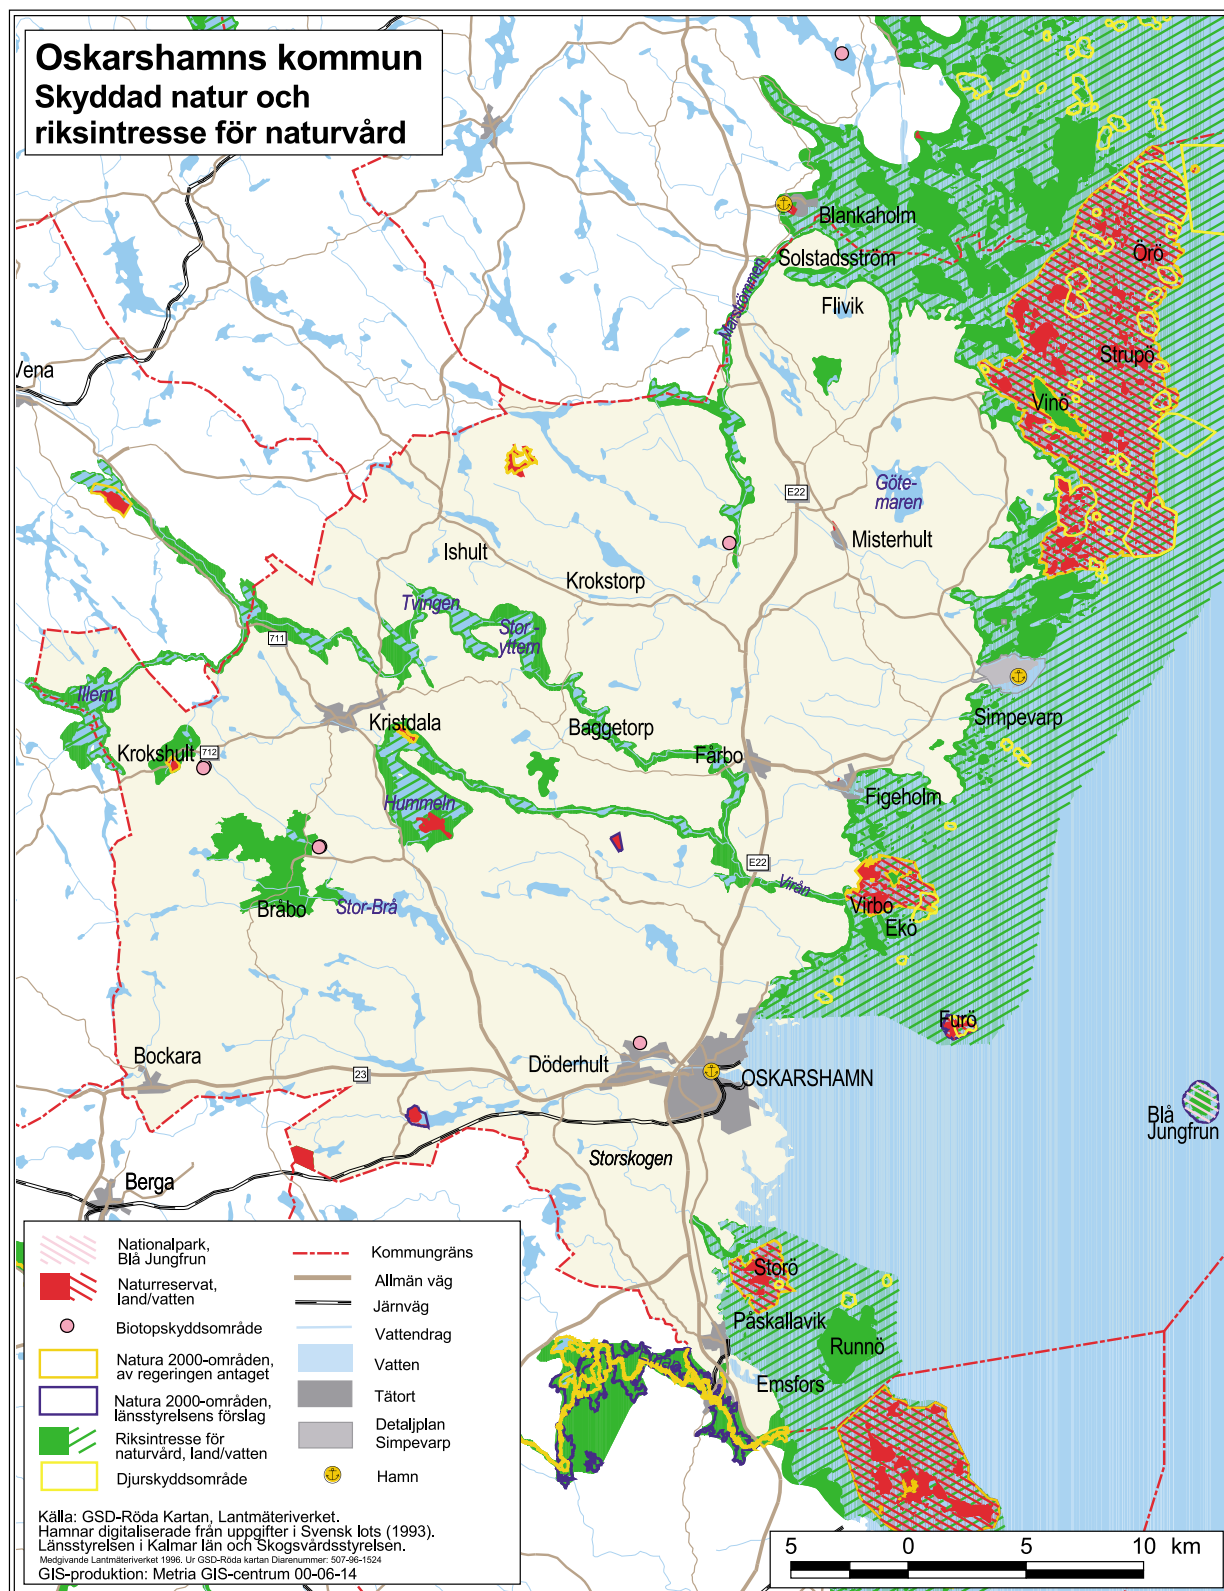 Oskarshamns kommun
Skyddad natur och
riksintresse för naturvård
Blankaholm
Solstadsström
Marströmmen
Flivik
Örö
Strupö
Vinö
Vena
E22
Göte-
maren
Misterhult
Ishult
Krokstorp
Tvingen
Stor-
yttern
711
Illern
Kristdala
Krokshult
712
Baggetorp
Fårbo
Simpevarp
Figeholm
Hummeln
E22
Virån
Virbo
Ekö
Bråbo
Stor-Brå
Furö
Bockara
23
Döderhult
OSKARSHAMN
Blå
Jungfrun
Storskogen
Berga
Storö
Påskallavik
Runnö
Emån
Emsfors
Nationalpark,
Blå Jungfrun
Naturreservat,
land/vatten
Biotopskyddsområde
Natura 2000-områden,
av regeringen antaget
Natura 2000-områden,
länsstyrelsens förslag
Riksintresse för
naturvård, land/vatten
Djurskyddsområde
Kommungräns
Allmän väg
Järnväg
Vattendrag
Vatten
Tätort
Detaljplan
Simpevarp
Hamn
Källa: GSD-Röda Kartan, Lantmäteriverket.
Hamnar digitaliserade från uppgifter i Svensk lots (1993).
Länsstyrelsen i Kalmar län och Skogsvårdsstyrelsen.
Medgivande Lantmäteriverket 1996. Ur GSD-Röda kartan Diarenummer: 507-96-1524
GIS-produktion: Metria GIS-centrum 00-06-14
5 0 5 10 km